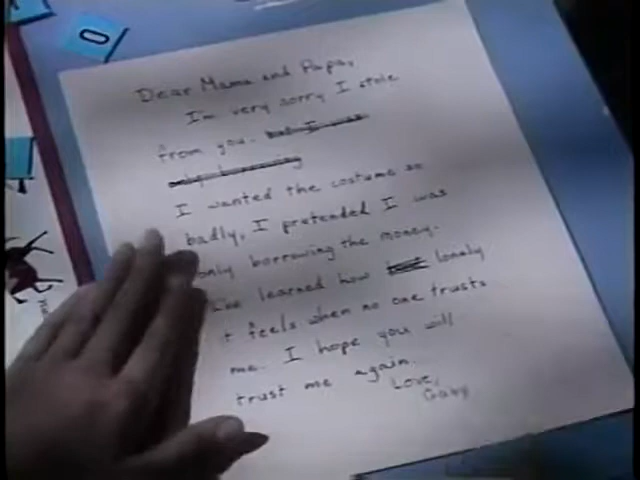 O
Dear Mama and Papa,
I'm very sorry I stole
from you.
I wanted the costume so
badly, I pretended I was
only borrowing the money.
I've learned how lonely
it feels when no one trusts
me. I hope you will
trust me again.
Love,
Gaby